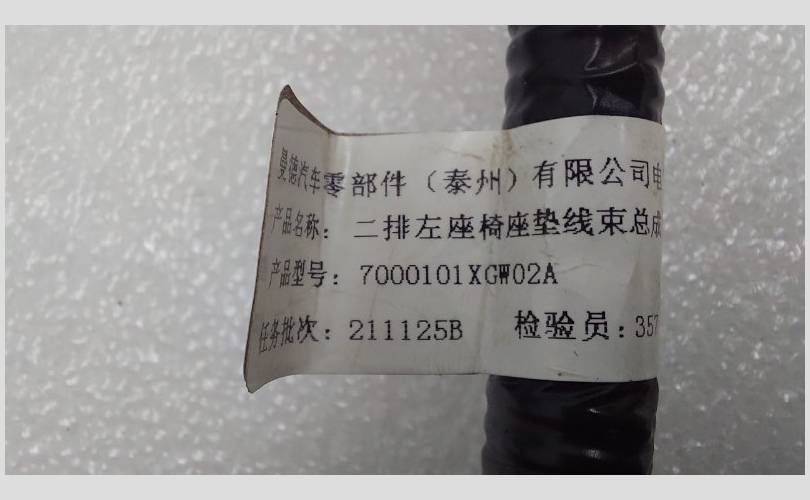 曼德汽车零部件（泰州）有限公司电
产品名称：二排左座椅座垫线束总成
产品型号：7000101XGW02A
任务批次：211125B 检验员：357